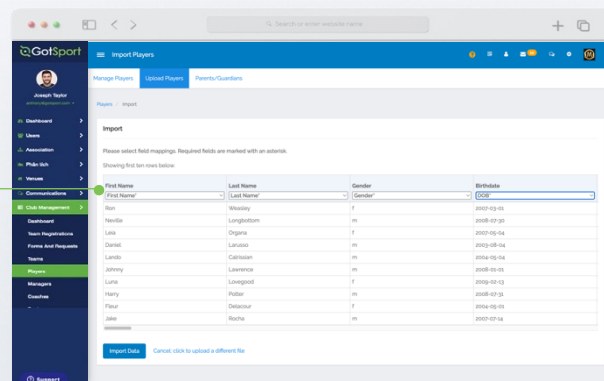 Search or enter website name
GotSport
Import Players
Joseph Taylor
Manage Players
Upload Players
Parents/Guardians
Players / Import
Dashboard
Users
Association
Phân tích
Venues
Communications
Club Management
Dashboard
Team Registrations
Forms And Requests
Teams
Players
Managers
Coaches
Support
Import
Please select field mappings. Required fields are marked with an asterisk.
Showing first ten rows below:
First Name Last Name Gender Birthdate
First Name* Last Name* Gender* DOB*
Ron Weasley f 2007-03-01
Neville Longbottom m 2008-07-30
Leia Organa f 2007-05-04
Daniel Larusso m 2003-08-04
Lando Calrissian m 2004-05-04
Johnny Lawrence m 2008-01-01
Luna Lovegood f 2009-02-13
Harry Potter m 2008-07-31
Fleur Delacour f 2004-05-01
Jake Rocha m 2007-07-14
Import Data
Cancel, click to upload a different file